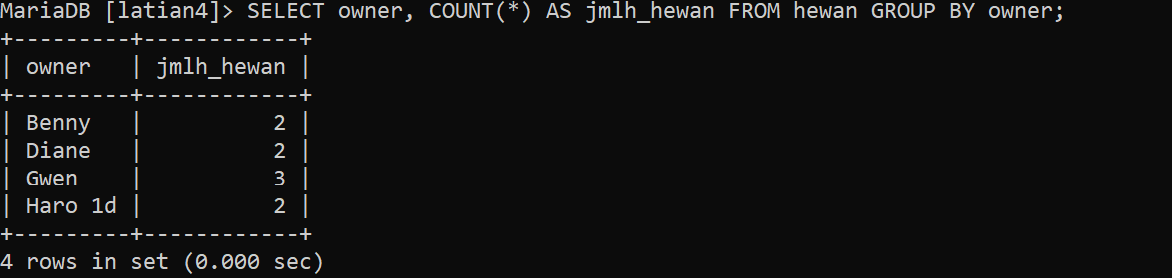 MariaDB [latian4]> SELECT owner, COUNT(*) AS jmlh_hewan FROM hewan GROUP BY owner;
+---------+------------+
| owner   | jmlh_hewan |
+---------+------------+
| Benny   |          2 |
| Diane   |          2 |
| Gwen    |          3 |
| Haro 1d |          2 |
+---------+------------+
4 rows in set (0.000 sec)